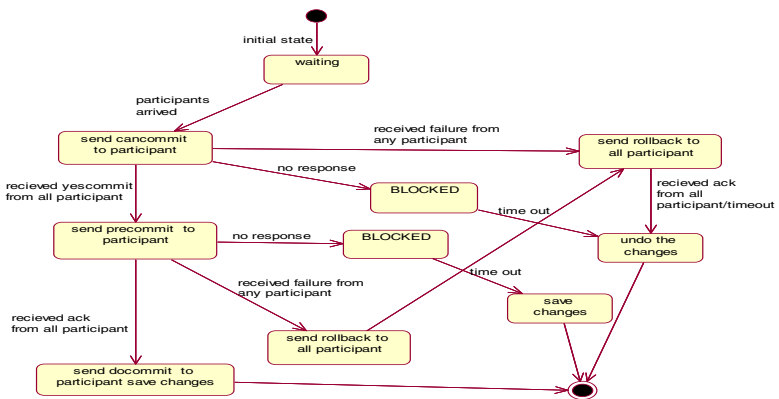 initial state
waiting
participants
arrived
send cancommit
to participant
received failure from
any participant
send rollback to
all participant
no response
recieved yescommit
from all participant
BLOCKED
recieved ack
from all
participant/timeout
time out
send precommit to
participant
no response
BLOCKED
undo the
changes
time out
received failure from
any participant
save
changes
recieved ack
from all participant
send rollback to
all participant
send docommit to
participant save changes